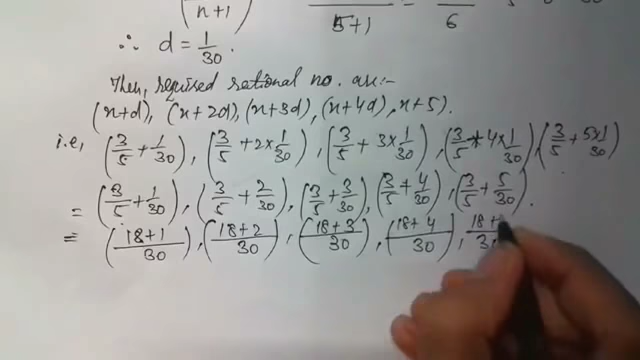 (n+1) 5+1 = 6
∴ d = 1/30.
Then, required rational no. are:-
(x+d), (x+2d), (x+3d), (x+4d), x+5).
i.e, (3/5 + 1/30), (3/5 + 2×1/30), (3/5 + 3×1/30), (3/5 + 4×1/30), (3/5 + 5×1/30)
= (3/5 + 1/30), (3/5 + 2/30), (3/5 + 3/30), (3/5 + 4/30), (3/5 + 5/30).
= (18+1/30), (18+2/30), (18+3/30), (18+4/30), 18+